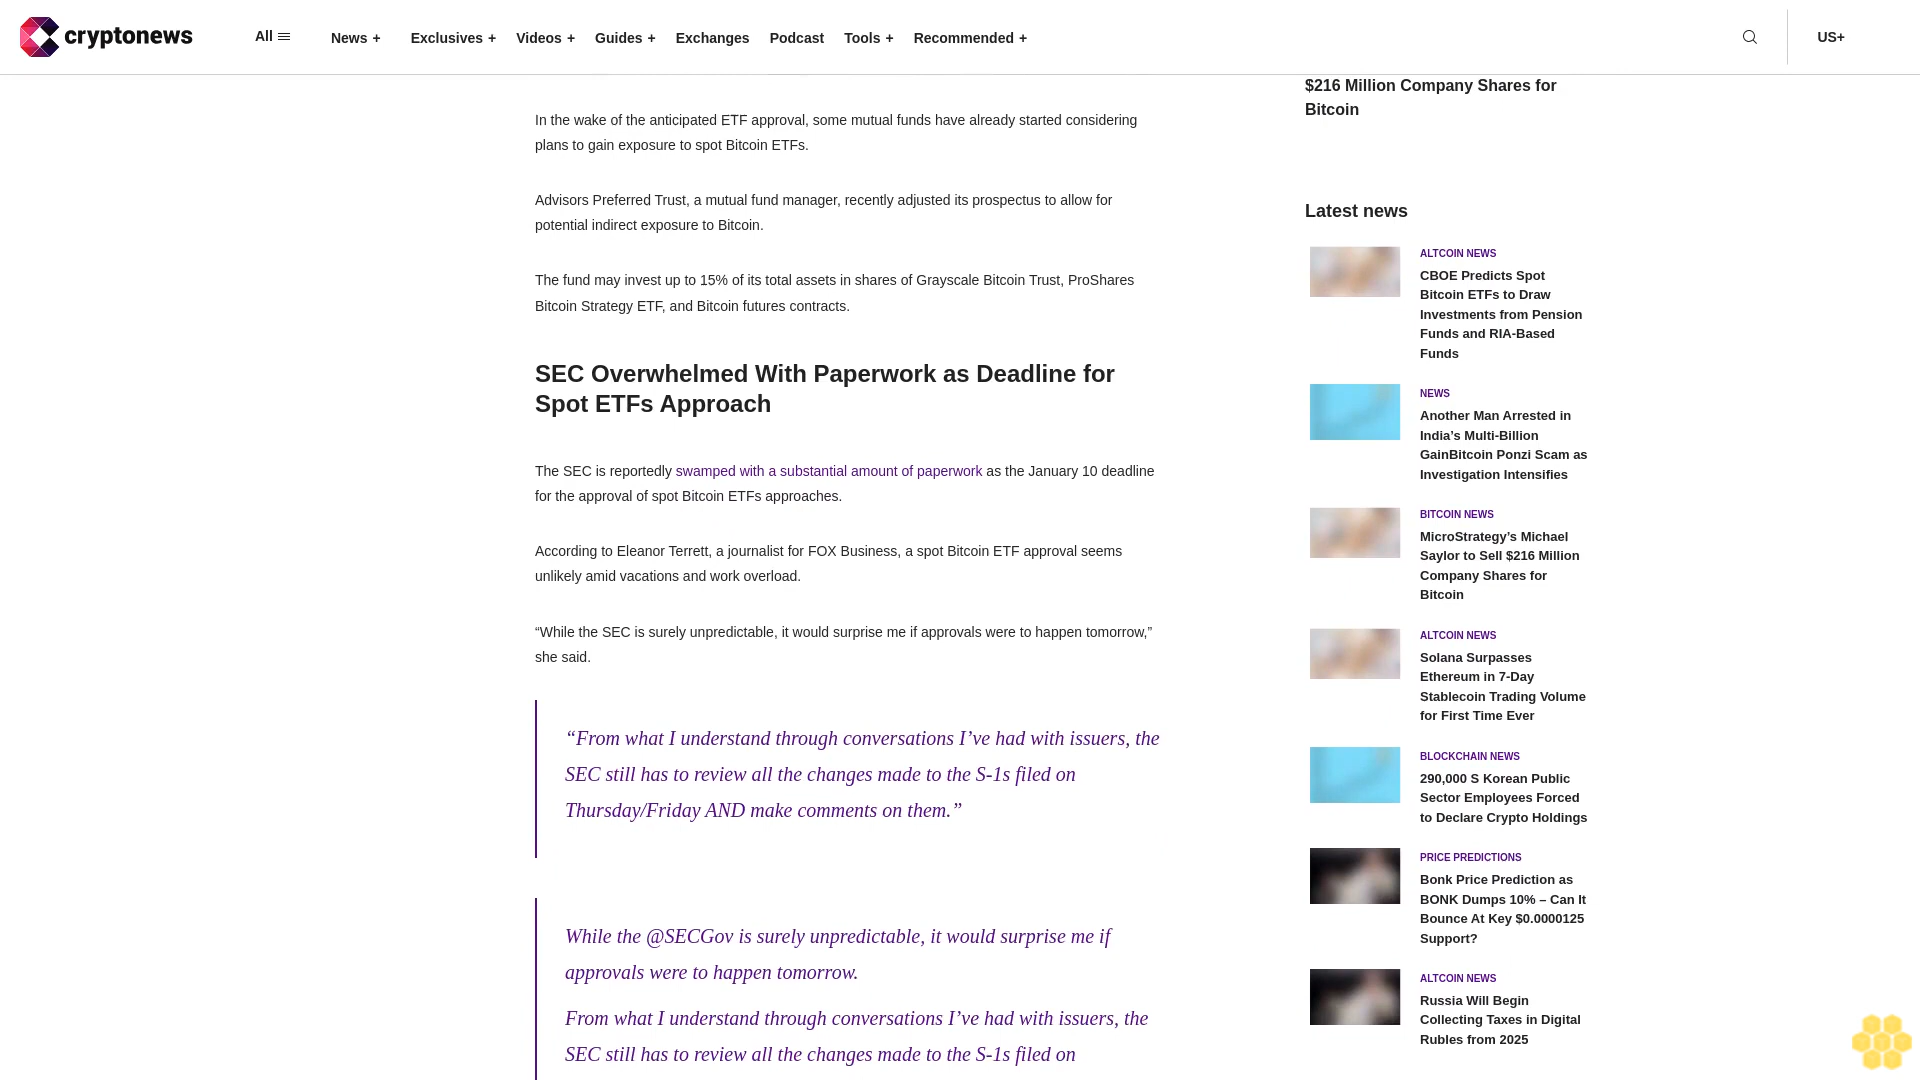 cryptonews
All
News +
Exclusives +
Videos +
Guides +
Exchanges
Podcast
Tools +
Recommended +
US+
In the wake of the anticipated ETF approval, some mutual funds have already started considering
plans to gain exposure to spot Bitcoin ETFs.
Advisors Preferred Trust, a mutual fund manager, recently adjusted its prospectus to allow for
potential indirect exposure to Bitcoin.
The fund may invest up to 15% of its total assets in shares of Grayscale Bitcoin Trust, ProShares
Bitcoin Strategy ETF, and Bitcoin futures contracts.
SEC Overwhelmed With Paperwork as Deadline for
Spot ETFs Approach
The SEC is reportedly swamped with a substantial amount of paperwork as the January 10 deadline
for the approval of spot Bitcoin ETFs approaches.
According to Eleanor Terrett, a journalist for FOX Business, a spot Bitcoin ETF approval seems
unlikely amid vacations and work overload.
“While the SEC is surely unpredictable, it would surprise me if approvals were to happen tomorrow,”
she said.
“From what I understand through conversations I’ve had with issuers, the
SEC still has to review all the changes made to the S-1s filed on
Thursday/Friday AND make comments on them.”
While the @SECGov is surely unpredictable, it would surprise me if
approvals were to happen tomorrow.
From what I understand through conversations I’ve had with issuers, the
SEC still has to review all the changes made to the S-1s filed on
$216 Million Company Shares for
Bitcoin
Latest news
ALTCOIN NEWS
CBOE Predicts Spot
Bitcoin ETFs to Draw
Investments from Pension
Funds and RIA-Based
Funds
NEWS
Another Man Arrested in
India’s Multi-Billion
GainBitcoin Ponzi Scam as
Investigation Intensifies
BITCOIN NEWS
MicroStrategy’s Michael
Saylor to Sell $216 Million
Company Shares for
Bitcoin
ALTCOIN NEWS
Solana Surpasses
Ethereum in 7-Day
Stablecoin Trading Volume
for First Time Ever
BLOCKCHAIN NEWS
290,000 S Korean Public
Sector Employees Forced
to Declare Crypto Holdings
PRICE PREDICTIONS
Bonk Price Prediction as
BONK Dumps 10% – Can It
Bounce At Key $0.0000125
Support?
ALTCOIN NEWS
Russia Will Begin
Collecting Taxes in Digital
Rubles from 2025